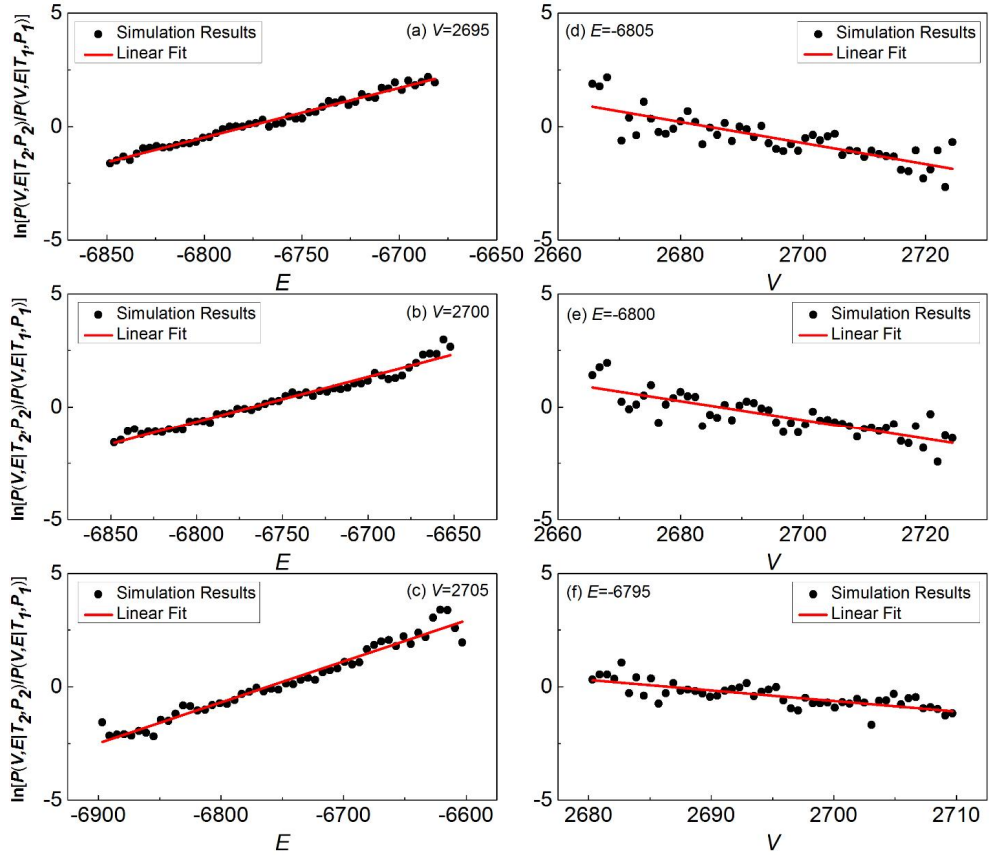 ln[P(V,E|T2,P2)/P(V,E|T1,P1)]
5
0
-5
Simulation Results
Linear Fit
(a) V=2695
-6850 -6800 -6750 -6700 -6650
E
5
0
-5
(d) E=-6805
Simulation Results
Linear Fit
2660 2680 2700 2720
V
ln[P(V,E|T2,P2)/P(V,E|T1,P1)]
5
0
-5
Simulation Results
Linear Fit
(b) V=2700
-6850 -6800 -6750 -6700 -6650
E
5
0
-5
(e) E=-6800
Simulation Results
Linear Fit
2660 2680 2700 2720
V
ln[P(V,E|T2,P2)/P(V,E|T1,P1)]
5
0
-5
Simulation Results
Linear Fit
(c) V=2705
-6900 -6800 -6700 -6600
E
5
0
-5
(f) E=-6795
Simulation Results
Linear Fit
2680 2690 2700 2710
V